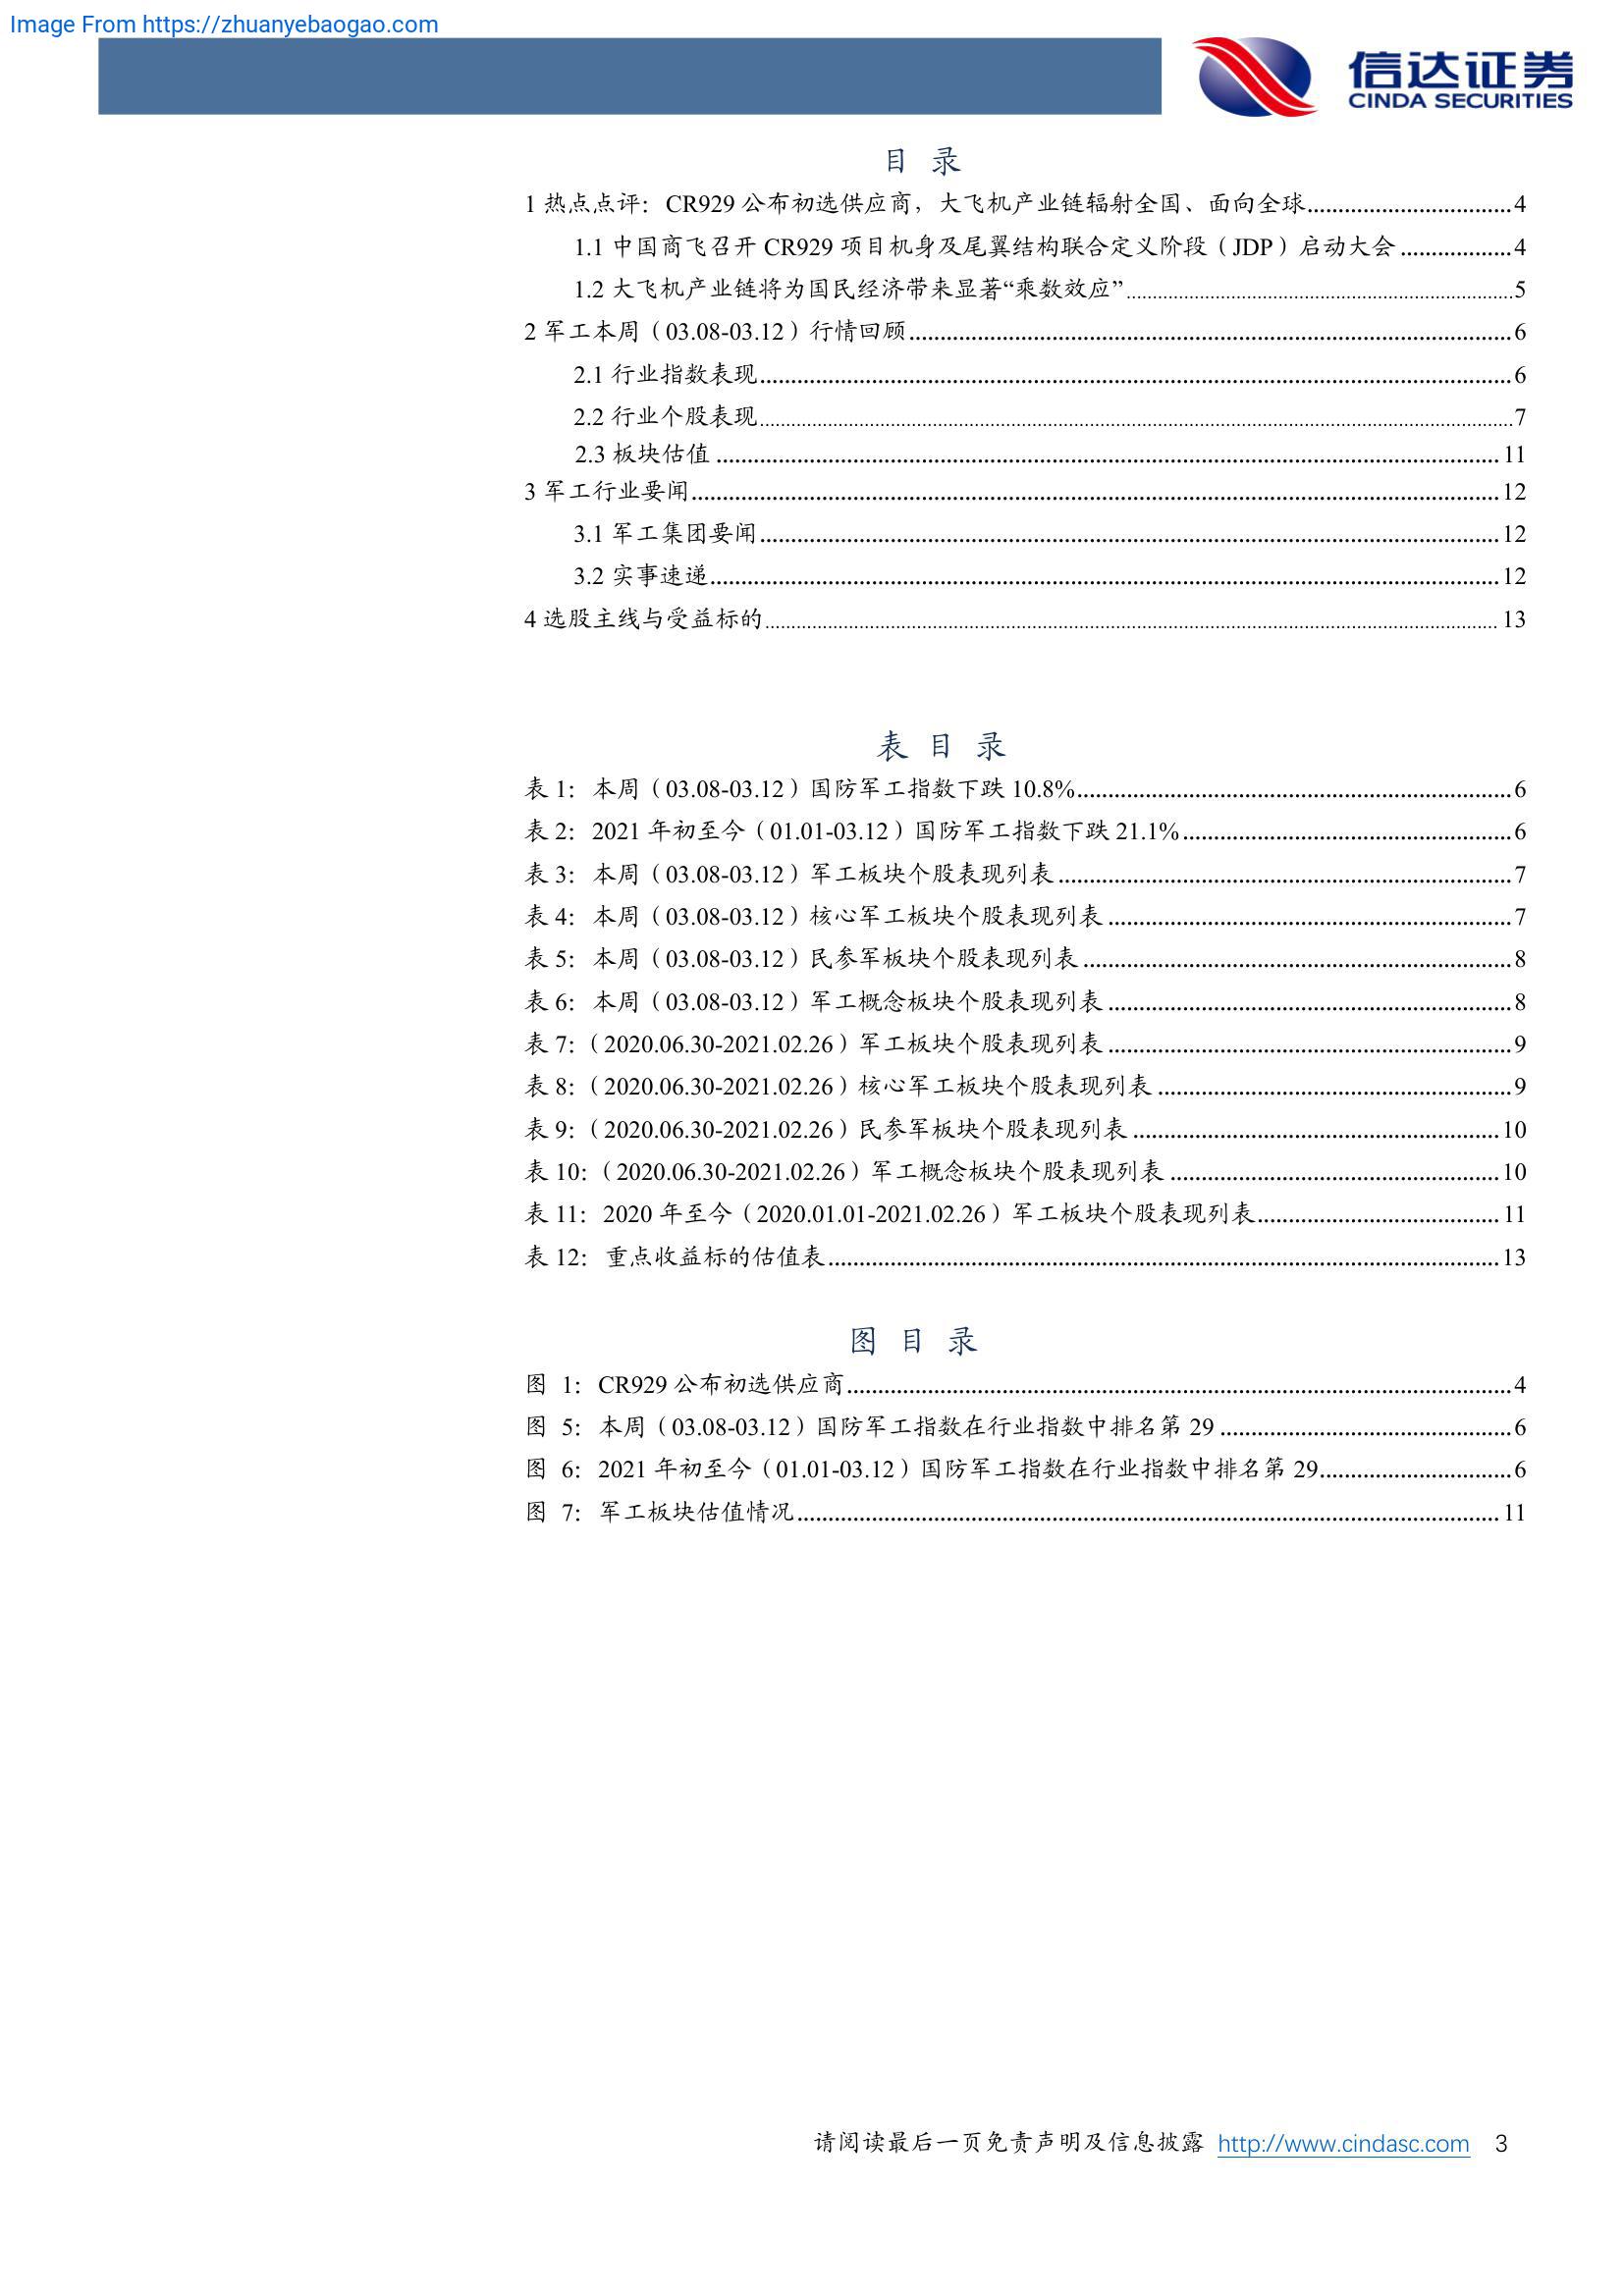 Image From https://zhuanyebaogao.com
信达证券
CINDA SECURITIES
目 录
1 热点点评：CR929 公布初选供应商，大飞机产业链辐射全国、面向全球........4
1.1 中国商飞召开 CR929 项目机身及尾翼结构联合定义阶段（JDP）启动大会........4
1.2 大飞机产业链将为国民经济带来显著“乘数效应”........5
2 军工本周（03.08-03.12）行情回顾........6
2.1 行业指数表现........6
2.2 行业个股表现........7
2.3 板块估值........11
3 军工行业要闻........12
3.1 军工集团要闻........12
3.2 实事速递........12
4 选股主线与受益标的........13
表 目 录
表 1：本周（03.08-03.12）国防军工指数下跌 10.8%........6
表 2：2021 年初至今（01.01-03.12）国防军工指数下跌 21.1%........6
表 3：本周（03.08-03.12）军工板块个股表现列表........7
表 4：本周（03.08-03.12）核心军工板块个股表现列表........7
表 5：本周（03.08-03.12）民参军板块个股表现列表........8
表 6：本周（03.08-03.12）军工概念板块个股表现列表........8
表 7:（2020.06.30-2021.02.26）军工板块个股表现列表........9
表 8:（2020.06.30-2021.02.26）核心军工板块个股表现列表........9
表 9:（2020.06.30-2021.02.26）民参军板块个股表现列表........10
表 10:（2020.06.30-2021.02.26）军工概念板块个股表现列表........10
表 11：2020 年至今（2020.01.01-2021.02.26）军工板块个股表现列表........11
表 12：重点收益标的估值表........13
图 目 录
图 1：CR929 公布初选供应商........4
图 5：本周（03.08-03.12）国防军工指数在行业指数中排名第 29........6
图 6：2021 年初至今（01.01-03.12）国防军工指数在行业指数中排名第 29........6
图 7：军工板块估值情况........11
请阅读最后一页免责声明及信息披露 http://www.cindasc.com 3